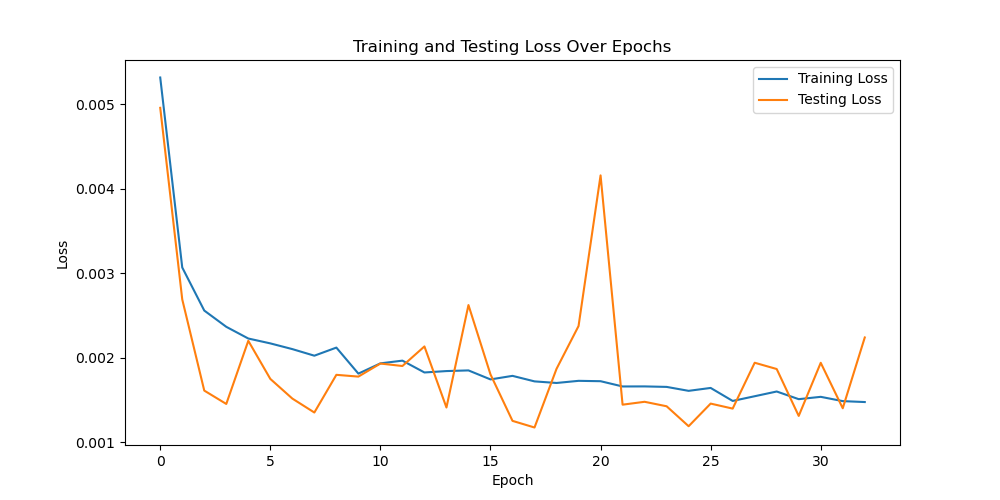 Training and Testing Loss Over Epochs
Training Loss
Testing Loss
0.005
0.004
0.003
0.002
0.001
Loss
0 5 10 15 20 25 30
Epoch